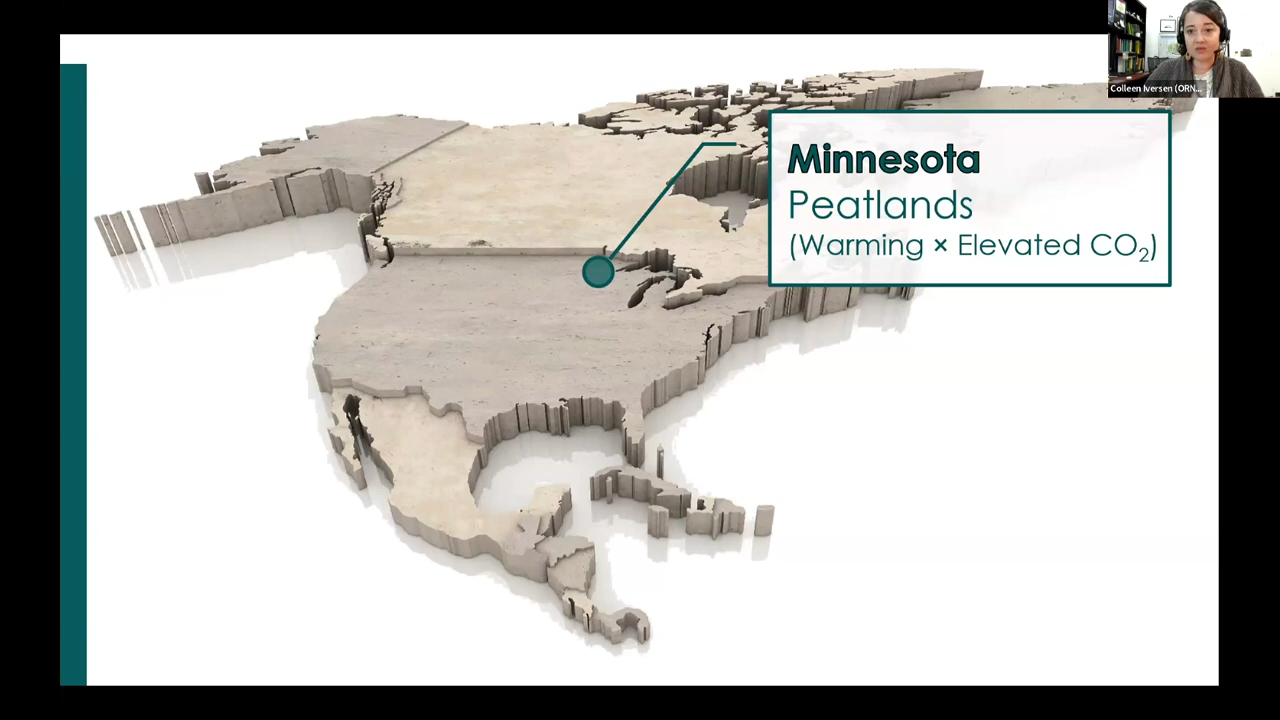 Colleen Iversen (ORN...
Minnesota
Peatlands
(Warming × Elevated CO₂)